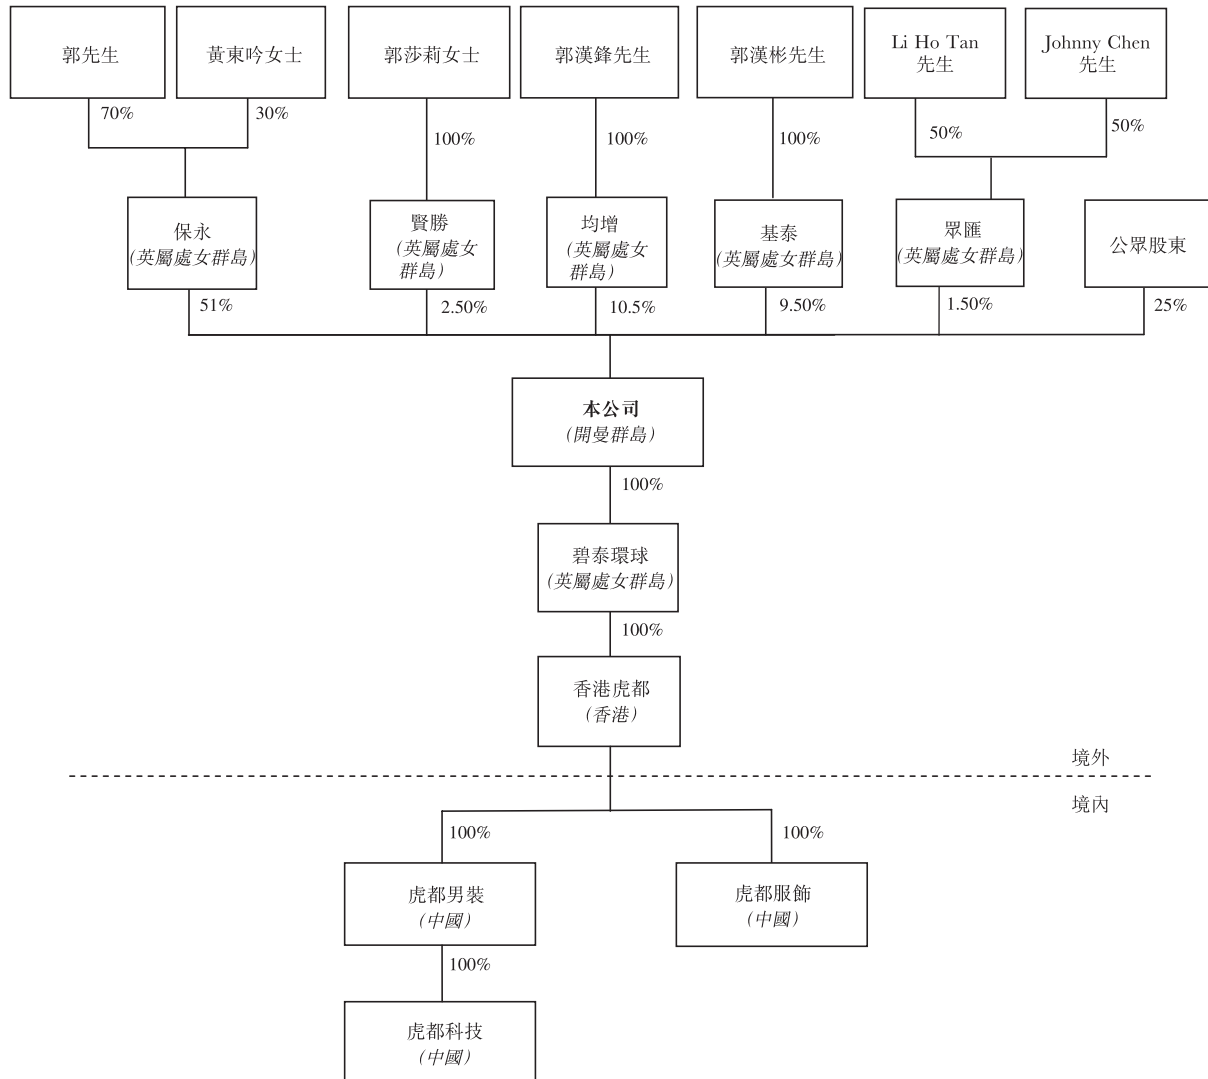 郭先生
黃東吟女士
郭莎莉女士
郭漢鋒先生
郭漢彬先生
Li Ho Tan
先生
Johnny Chen
先生
70%
30%
100%
100%
100%
50%
50%
保永
(英屬處女群島)
賢勝
(英屬處女
群島)
均增
(英屬處女
群島)
基泰
(英屬處女群島)
眾匯
(英屬處女群島)
公眾股東
51%
2.50%
10.5%
9.50%
1.50%
25%
本公司
(開曼群島)
100%
碧泰環球
(英屬處女群島)
100%
香港虎都
(香港)
境外
境內
100%
100%
虎都男裝
(中國)
虎都服飾
(中國)
100%
虎都科技
(中國)